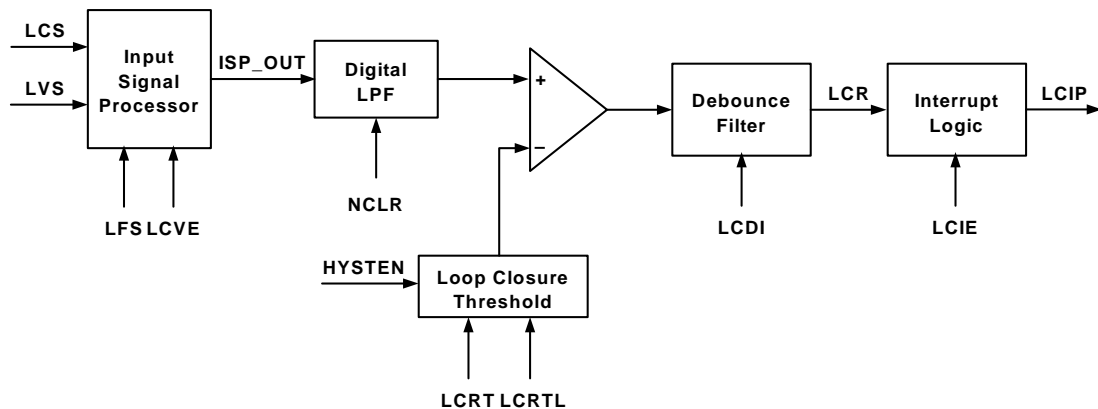 LCS
LVS
Input
Signal
Processor
LFS LCVE
ISP_OUT
Digital
LPF
NCLR
+
−
HYSTEN
Loop Closure
Threshold
LCRT LCRTL
Debounce
Filter
LCDI
LCR
Interrupt
Logic
LCIE
LCIP